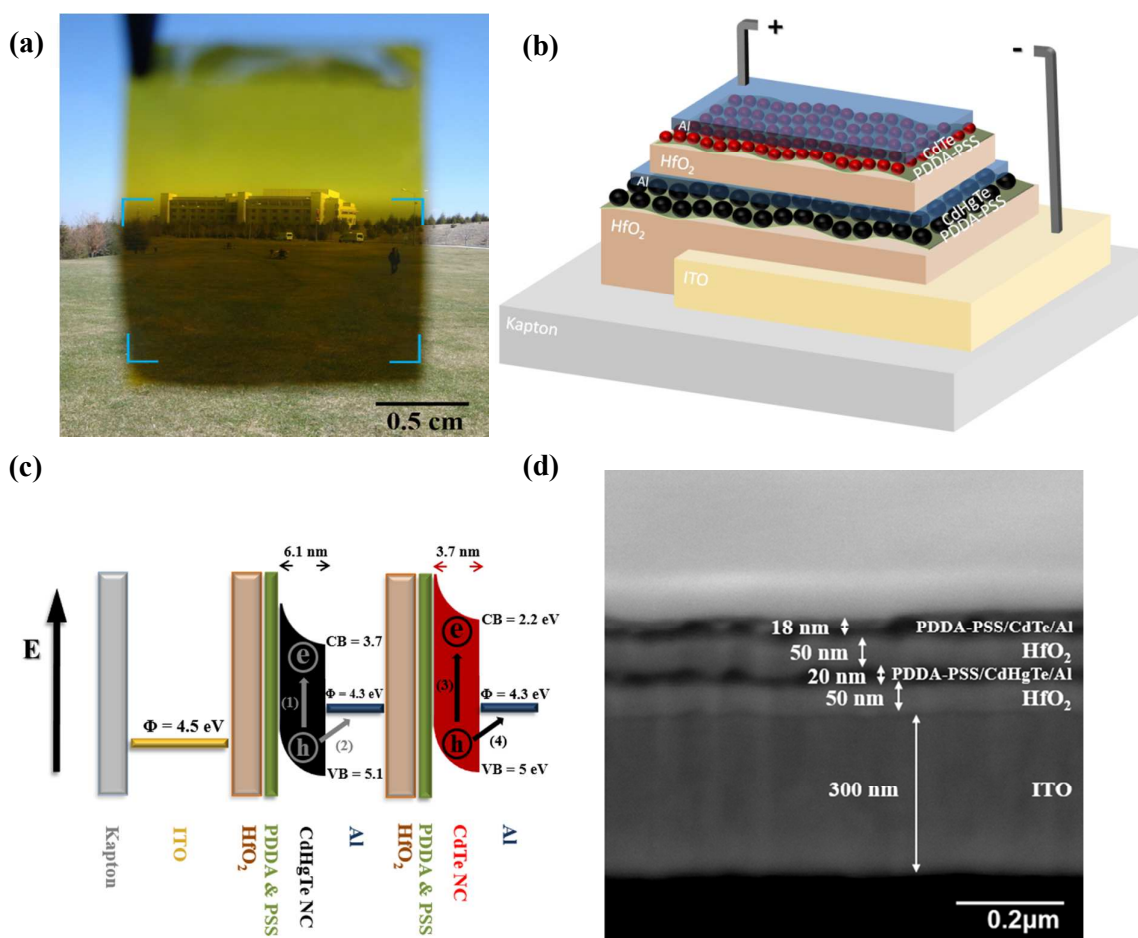 (a)
0.5 cm
(b)
+
-
Al
CdTe
PDDA-PSS
HfO2
Al
CdHgTe
PDDA-PSS
HfO2
ITO
Kapton
(c)
6.1 nm
3.7 nm
E
CB = 3.7
CB = 2.2 eV
e
e
(1)
(3)
Φ = 4.5 eV
Φ = 4.3 eV
Φ = 4.3 eV
h
(2)
h
(4)
VB = 5.1
VB = 5 eV
Kapton
ITO
HfO2
PDDA & PSS
CdHgTe NC
Al
HfO2
PDDA & PSS
CdTe NC
Al
(d)
18 nm
PDDA-PSS/CdTe/Al
50 nm
HfO2
20 nm
PDDA-PSS/CdHgTe/Al
50 nm
HfO2
300 nm
ITO
0.2μm